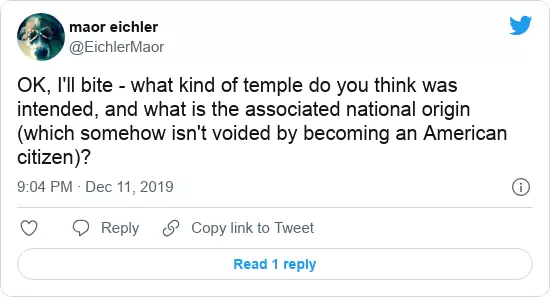 maor eichler
@EichlerMaor
OK, I'll bite - what kind of temple do you think was
intended, and what is the associated national origin
(which somehow isn't voided by becoming an American
citizen)?
9:04 PM · Dec 11, 2019
Reply
Copy link to Tweet
Read 1 reply